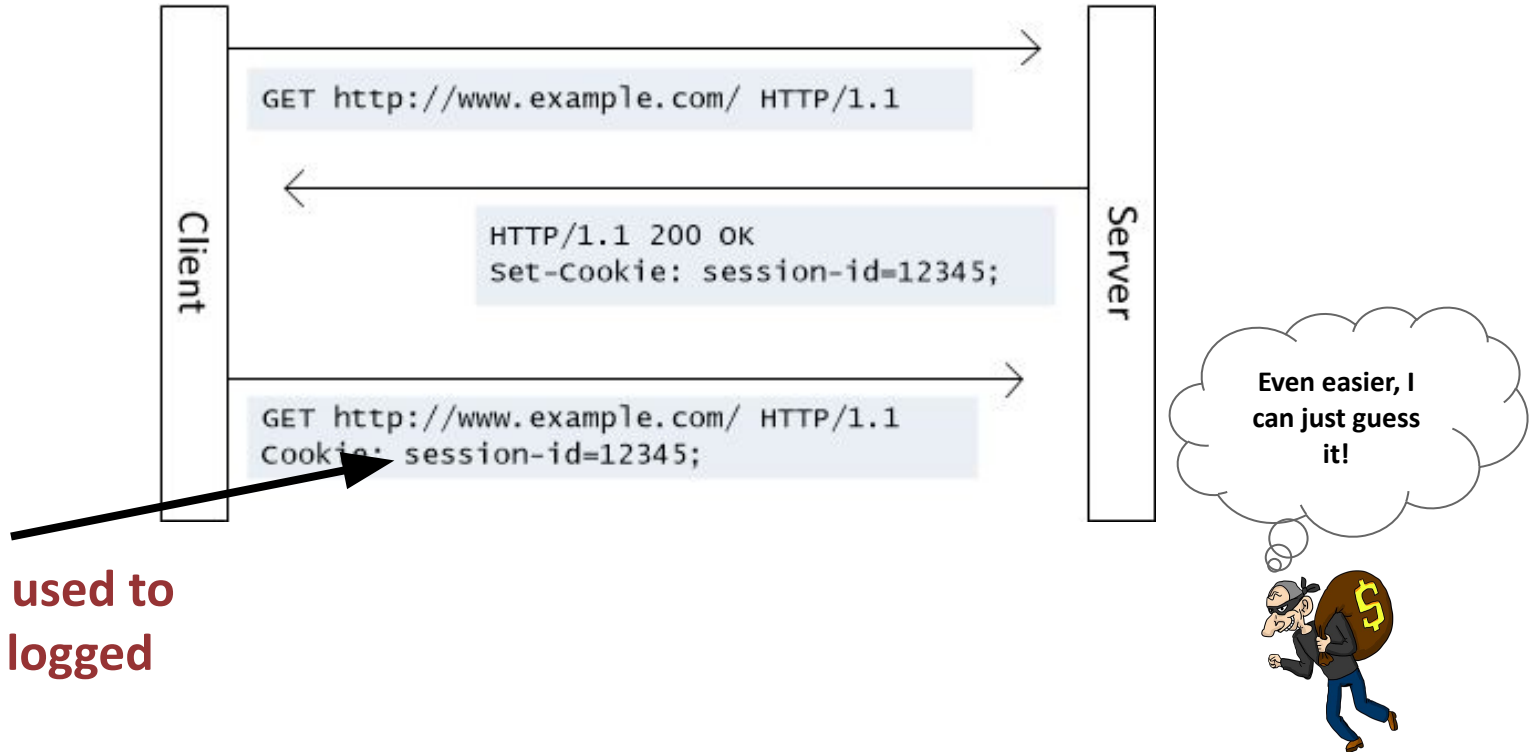 GET http://www.example.com/ HTTP/1.1
Client
HTTP/1.1 200 OK
Set-Cookie: session-id=12345;
Server
GET http://www.example.com/ HTTP/1.1
Cookie: session-id=12345;
Even easer, I
can just guess
it!
used to
logged
$